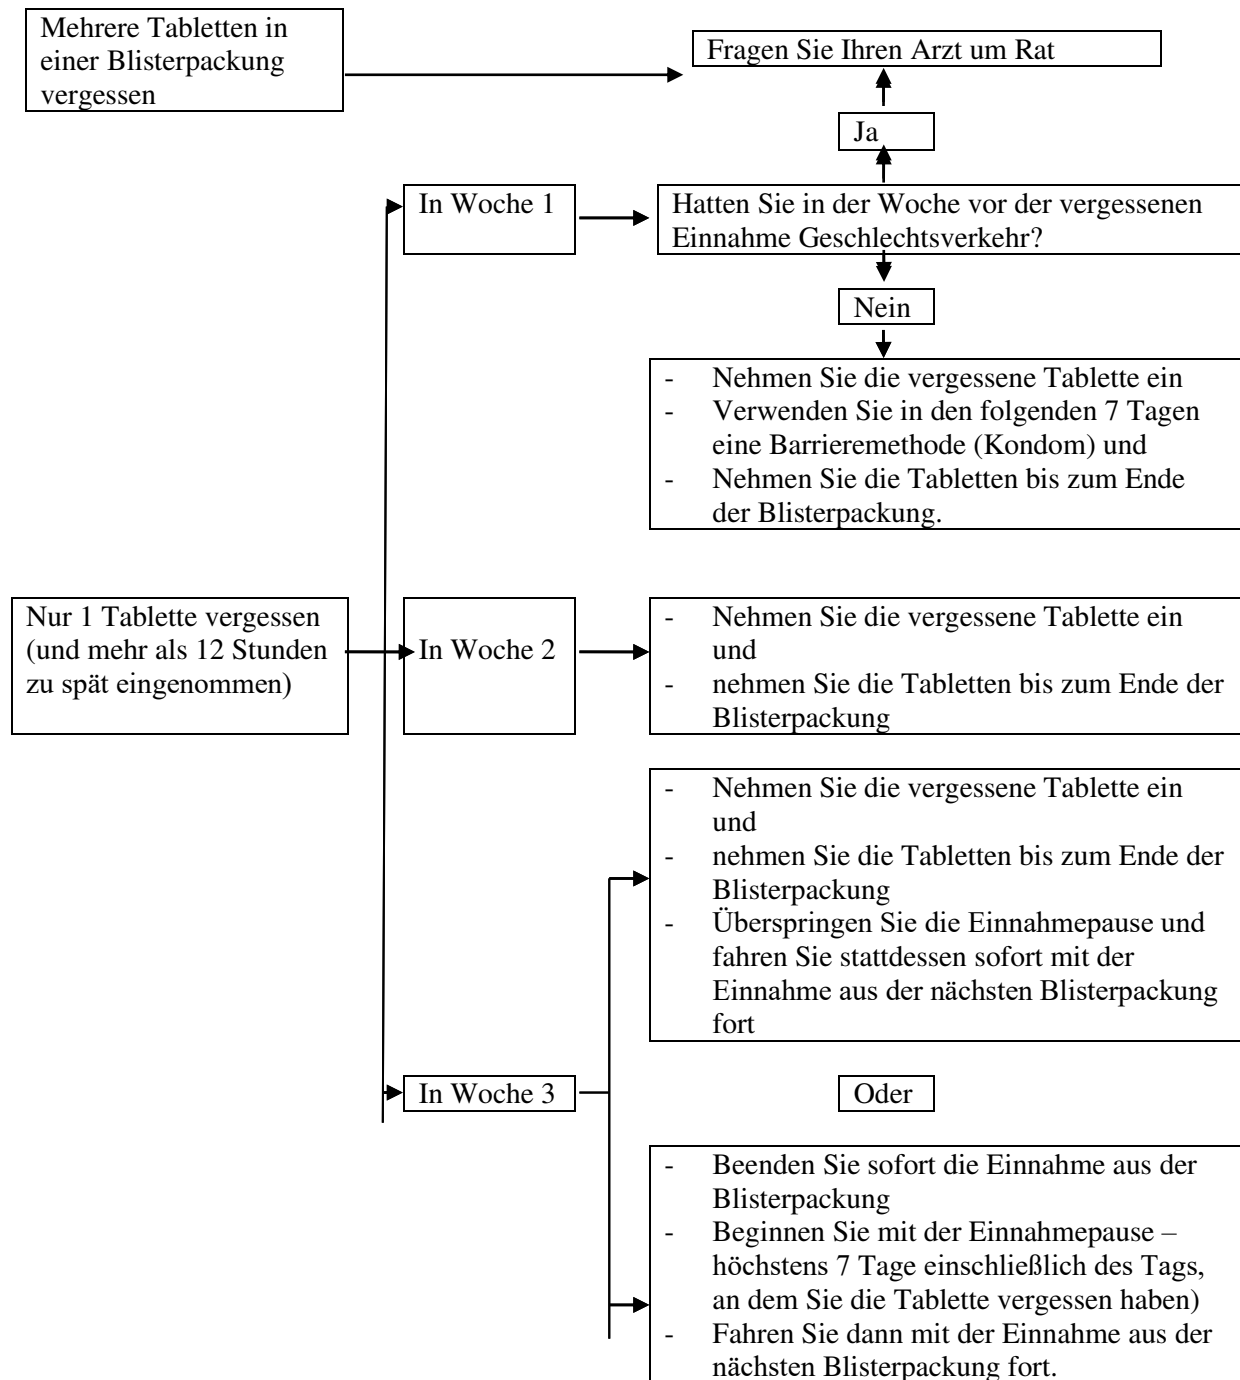 Mehrere Tabletten in
einer Blisterpackung
vergessen
Fragen Sie Ihren Arzt um Rat
Ja
In Woche 1
Hatten Sie in der Woche vor der vergessenen
Einnahme Geschlechtsverkehr?
Nein
- Nehmen Sie die vergessene Tablette ein
- Verwenden Sie in den folgenden 7 Tagen
eine Barrieremethode (Kondom) und
- Nehmen Sie die Tabletten bis zum Ende
der Blisterpackung.
Nur 1 Tablette vergessen
(und mehr als 12 Stunden
zu spät eingenommen)
In Woche 2
- Nehmen Sie die vergessene Tablette ein
und
- nehmen Sie die Tabletten bis zum Ende der
Blisterpackung
- Nehmen Sie die vergessene Tablette ein
und
- nehmen Sie die Tabletten bis zum Ende der
Blisterpackung
- Überspringen Sie die Einnahmepause und
fahren Sie stattdessen sofort mit der
Einnahme aus der nächsten Blisterpackung
fort
In Woche 3
Oder
- Beenden Sie sofort die Einnahme aus der
Blisterpackung
- Beginnen Sie mit der Einnahmepause –
höchstens 7 Tage einschließlich des Tags,
an dem Sie die Tablette vergessen haben)
- Fahren Sie dann mit der Einnahme aus der
nächsten Blisterpackung fort.